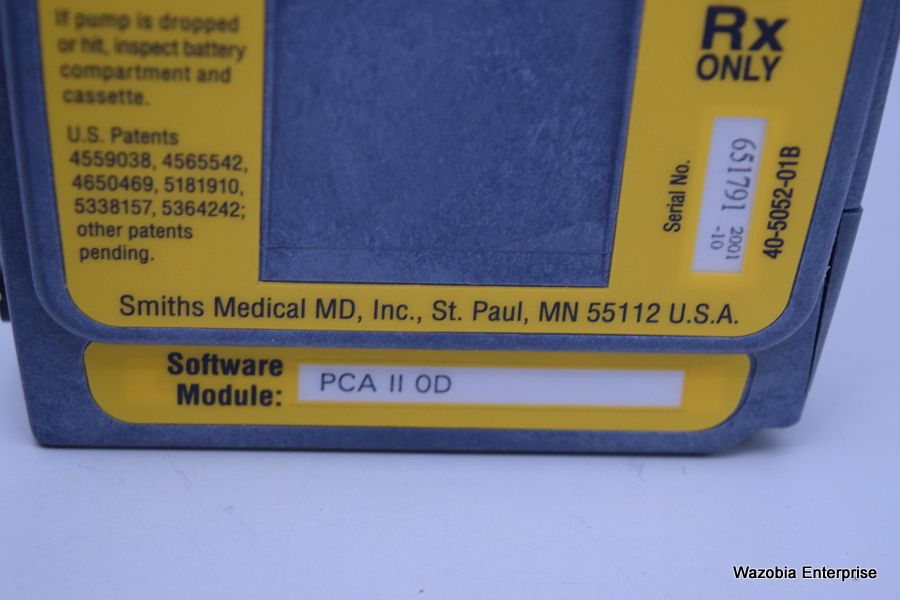 If pump is dropped
or hit, inspect battery
compartment and
cassette.
U.S. Patents
4559038, 4565542,
4650469, 5181910,
5338157, 5364242;
other patents
pending.
Rx
ONLY
Serial No.
651791 2001
-10
40-5052-01B
Smiths Medical MD, Inc., St. Paul, MN 55112 U.S.A.
Software
Module:
PCA II 0D
Wazobia Enterprise